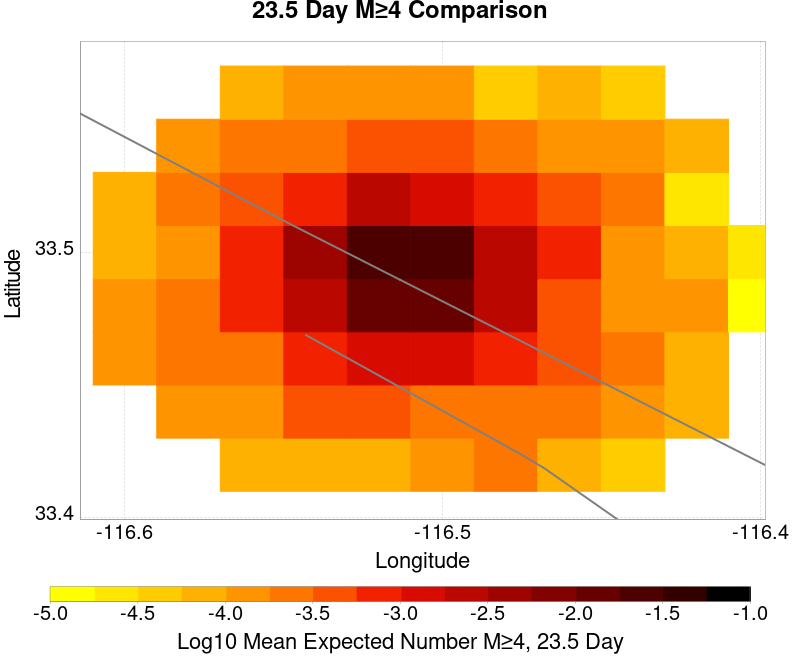 23.5 Day M≥4 Comparison
Latitude
33.5
33.4
-116.6 -116.5 -116.4
Longitude
-5.0 -4.5 -4.0 -3.5 -3.0 -2.5 -2.0 -1.5 -1.0
Log10 Mean Expected Number M≥4, 23.5 Day